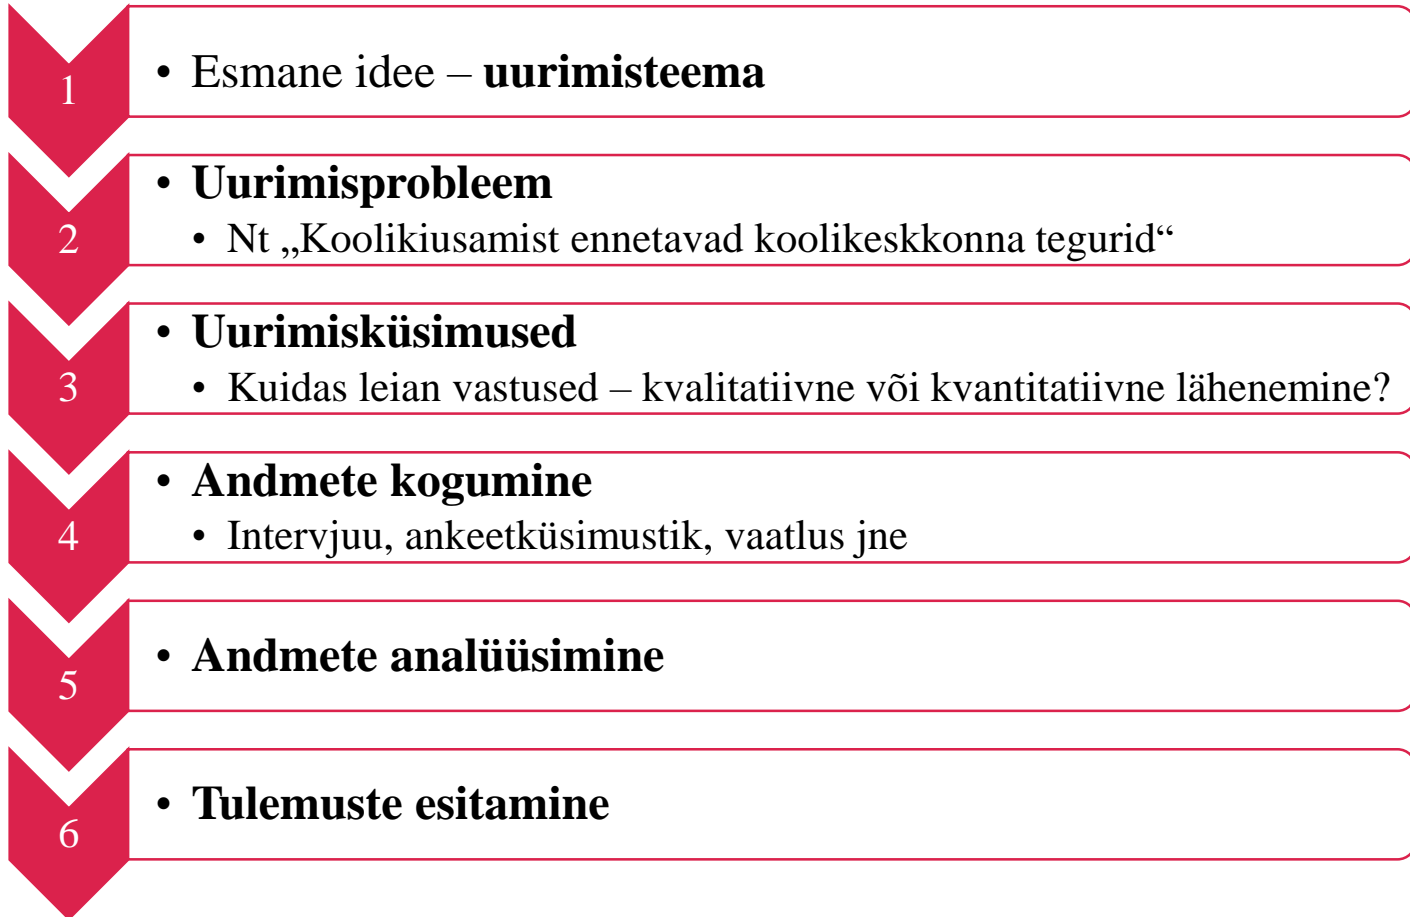 1
• Esmane idee – uurimisteema
2
• Uurimisprobleem
• Nt „Koolikiusamist ennetavad koolikeskkonna tegurid“
3
• Uurimisküsimused
• Kuidas leian vastused – kvalitatiivne või kvantitatiivne lähenemine?
4
• Andmete kogumine
• Intervjuu, ankeetküsimustik, vaatlus jne
5
• Andmete analüüsimine
6
• Tulemuste esitamine